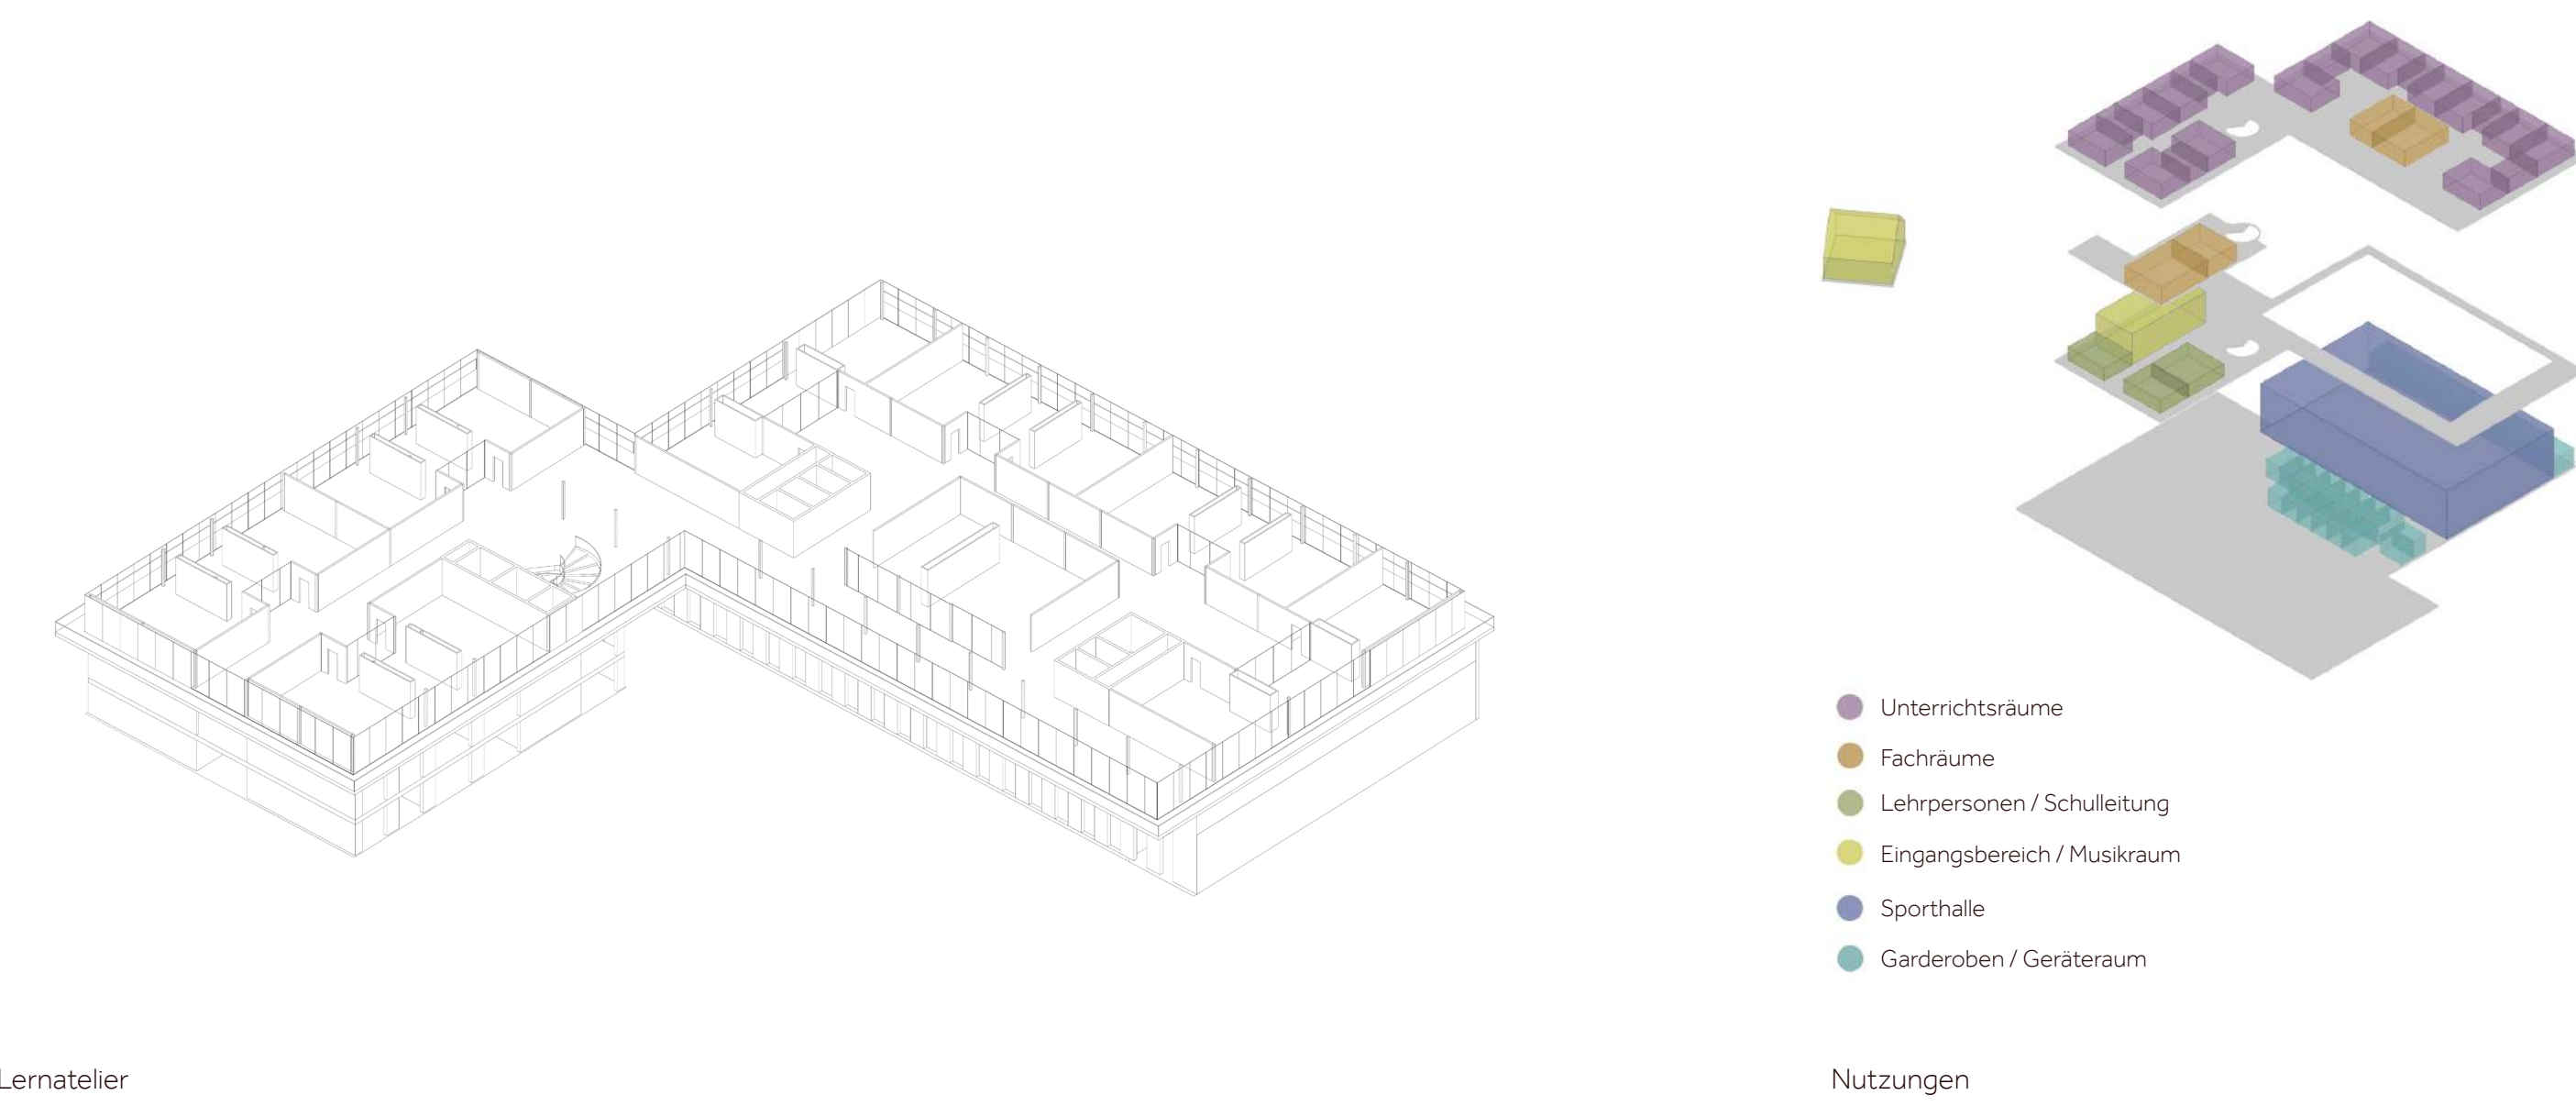 Unterrichtsräume
Fachräume
Lehrpersonen / Schulleitung
Eingangsbereich / Musikraum
Sporthalle
Garderoben / Geräteraum
Lernatelier
Nutzungen